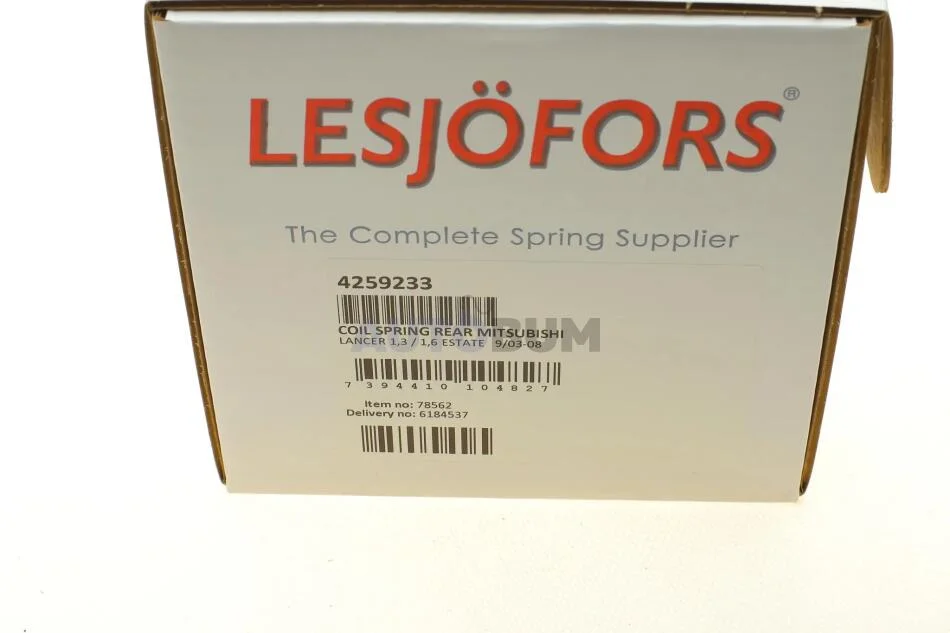 LESJÖFORS®
The Complete Spring Supplier
4259233
COIL SPRING REAR MITSUBISHI
LANCER 1,3 / 1,6 ESTATE 9/03-08
AUTODUM
7 394410 104827
Item no: 78562
Delivery no: 6184537